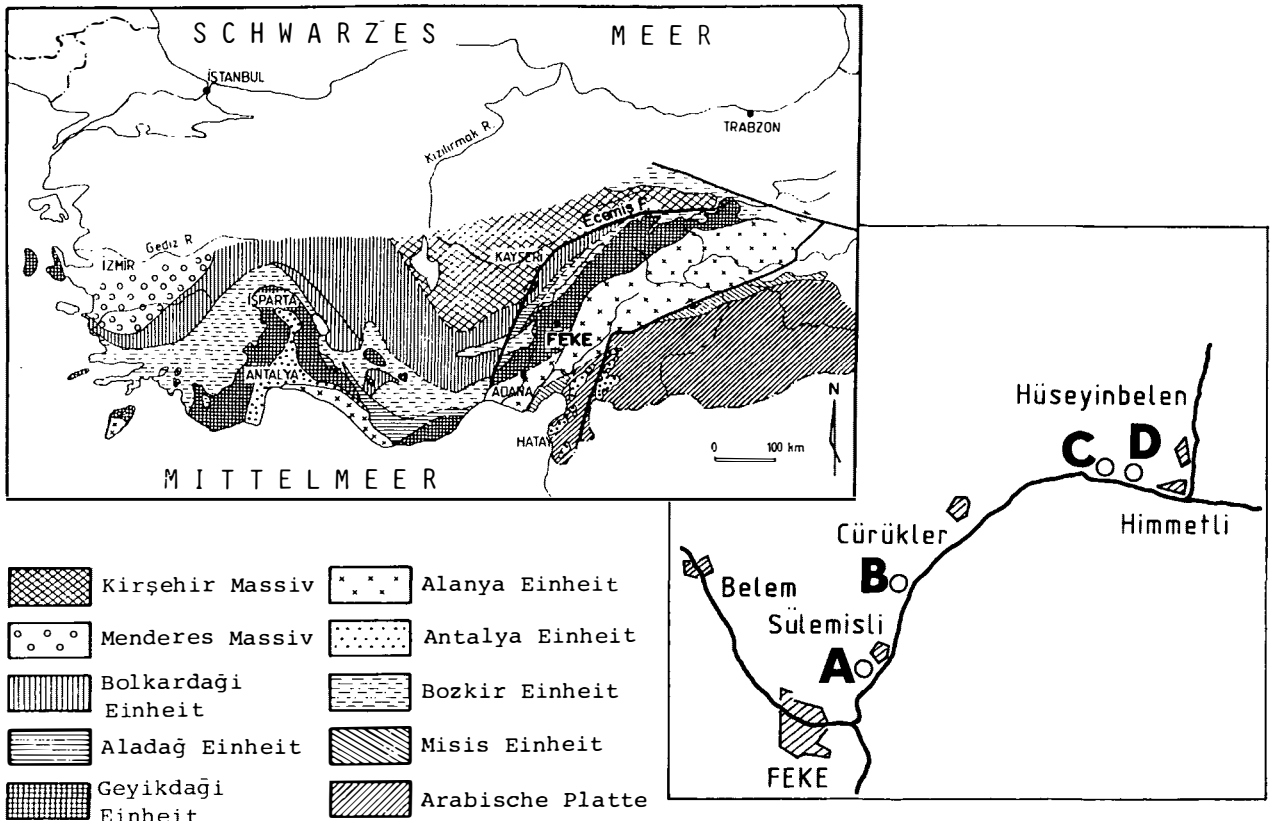 SCHWARZES MEER
İSTANBUL
TRABZON
Kızılırmak R.
Ecemiş F.
Gediz R
KAYSERİ
İZMİR
İSPARTA
FEKE
ANTALYA
ADANA
N
HATAY
0 100 km
MITTELMEER
Hüseyinbelen
C D
Cürükler
Himmetli
B
Belem
Sülemisli
A
FEKE
Kirşehir Massiv
Menderes Massiv
Bolkardaği
Einheit
Aladağ Einheit
Geyikdaği
Einheit
Alanya Einheit
Antalya Einheit
Bozkir Einheit
Misis Einheit
Arabische Platte